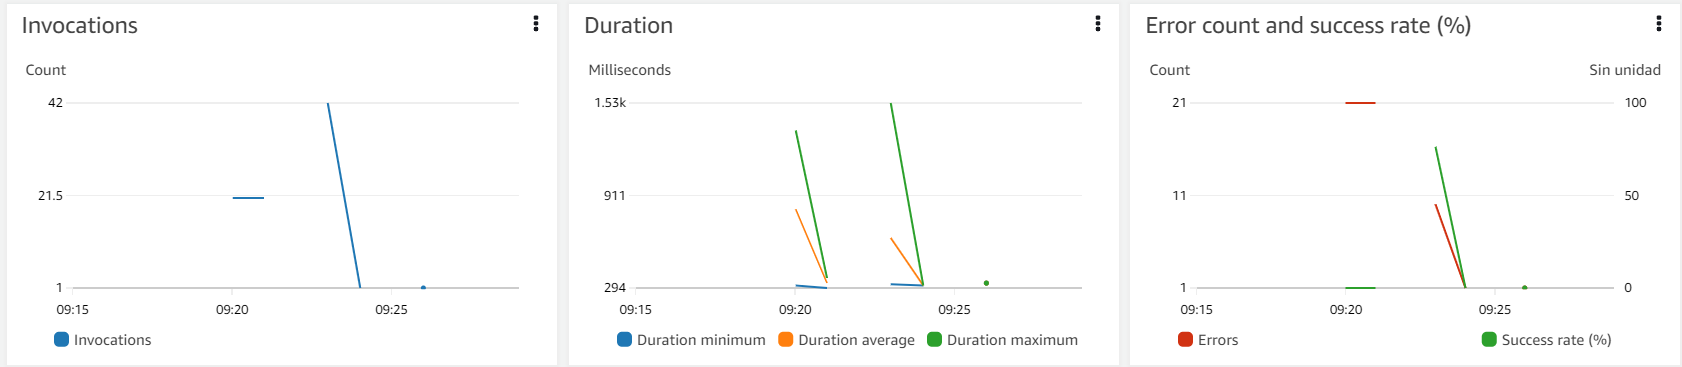 Invocations
Count
42
21.5
1
09:15 09:20 09:25
Invocations
Duration
Milliseconds
1.53k
911
294
09:15 09:20 09:25
Duration minimum Duration average Duration maximum
Error count and success rate (%)
Count Sin unidad
21 100
11 50
1 0
09:15 09:20 09:25
Errors Success rate (%)